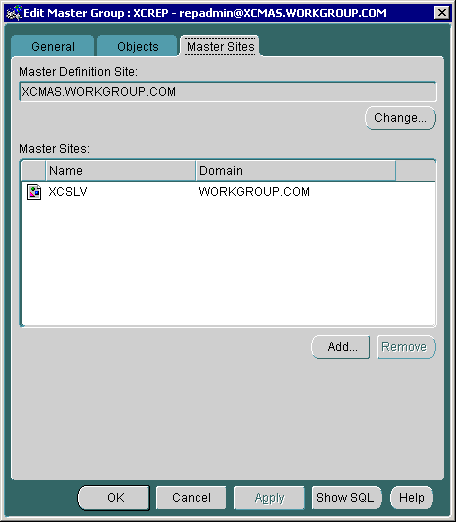 Edit Master Group : XCREP - repadmin@XCMAS.WORKGROUP.COM
General Objects Master Sites
Master Definition Site:
XCMAS.WORKGROUP.COM
Change...
Master Sites:
Name Domain
XCSLV WORKGROUP.COM
Add... Remove
OK Cancel Apply Show SQL Help